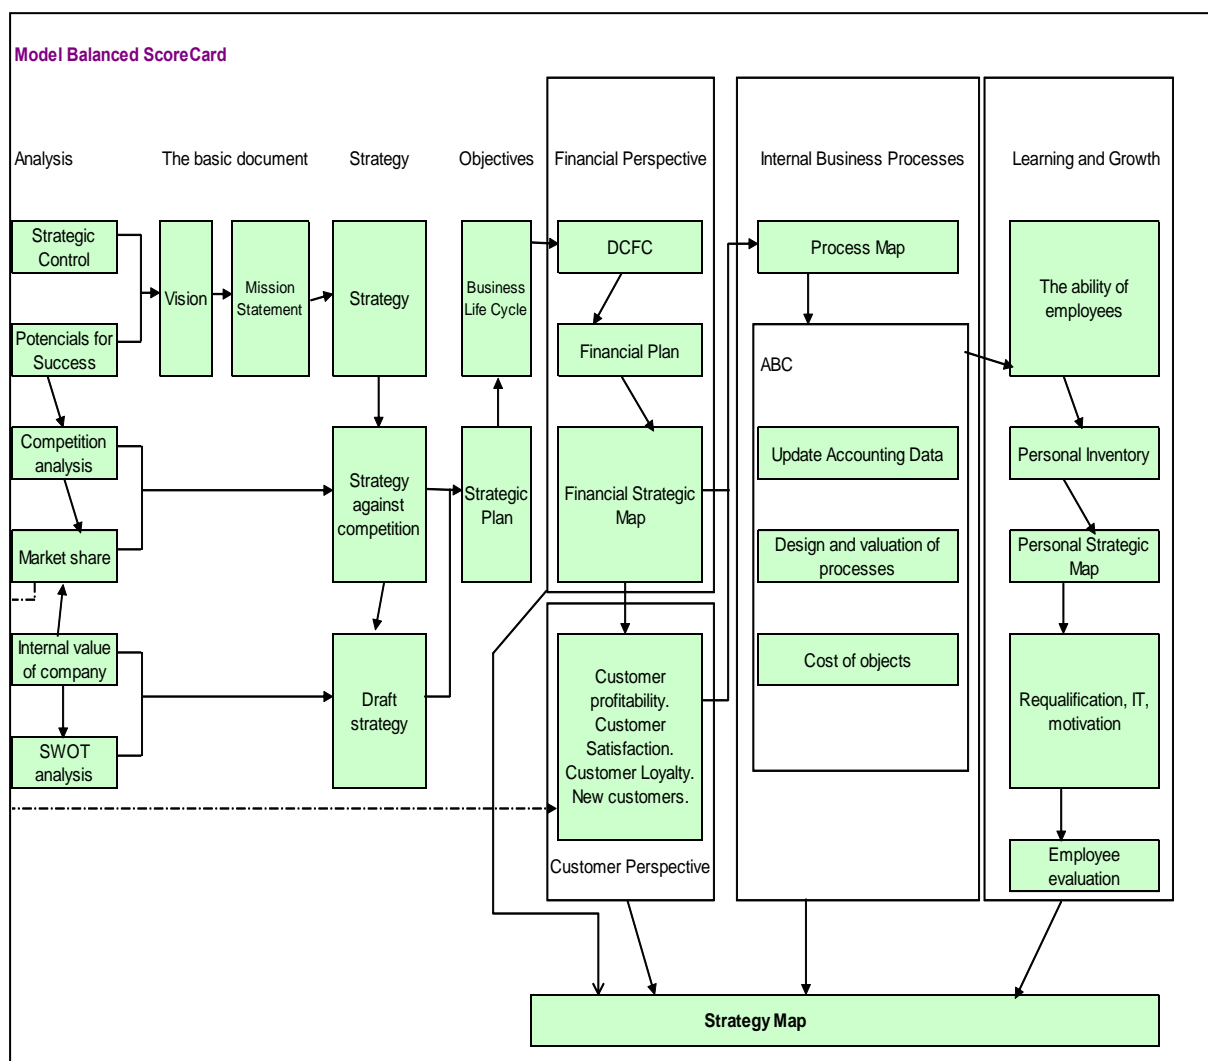 Model Balanced ScoreCard
Analysis
The basic document
Strategy
Objectives
Financial Perspective
Internal Business Processes
Learning and Growth
Strategic
Control
Vision
Mission
Statement
Strategy
Business
Life Cycle
DCFC
Process Map
The ability of
employees
Potencials for
Success
Financial Plan
ABC
Competition
analysis
Strategy
against
competition
Strategic
Plan
Financial Strategic
Map
Update Accounting Data
Personal Inventory
Market share
Design and valuation of
processes
Personal Strategic
Map
Internal value
of company
Draft
strategy
Customer
profitability.
Customer
Satisfaction.
Customer Loyalty.
New customers.
Cost of objects
Requalification, IT,
motivation
SWOT
analysis
Customer Perspective
Employee
evaluation
Strategy Map